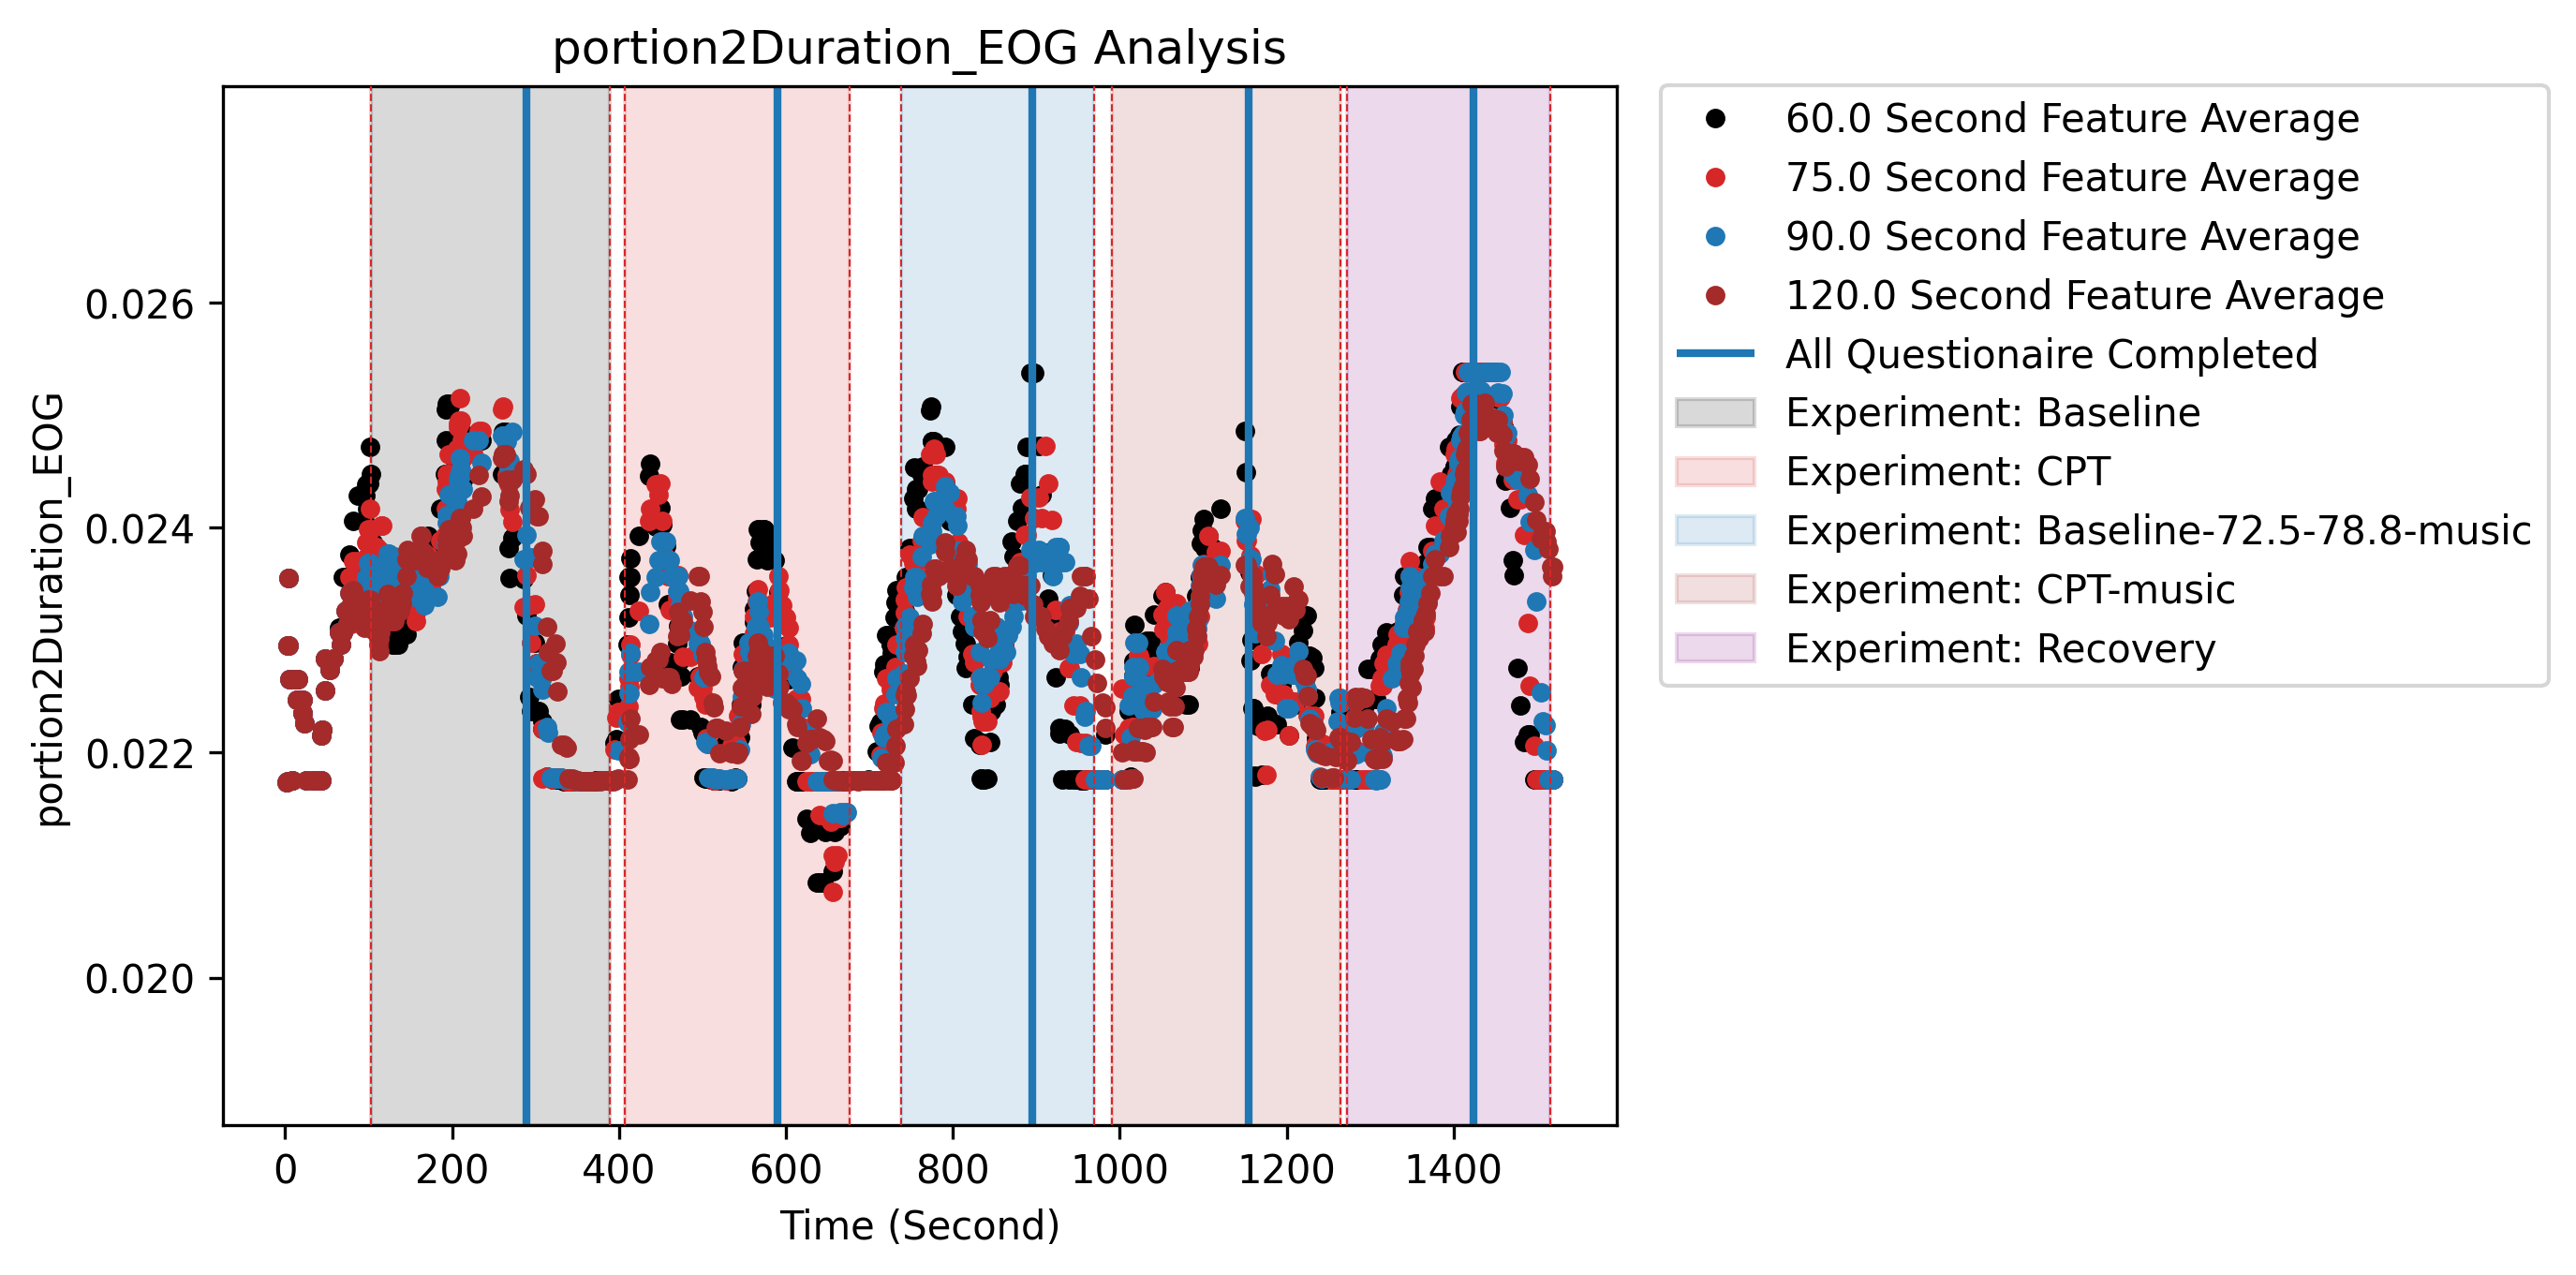 portion2Duration_EOG Analysis
portion2Duration_EOG
0.026
0.024
0.022
0.020
0 200 400 600 800 1000 1200 1400
Time (Second)
60.0 Second Feature Average
75.0 Second Feature Average
90.0 Second Feature Average
120.0 Second Feature Average
All Questionaire Completed
Experiment: Baseline
Experiment: CPT
Experiment: Baseline-72.5-78.8-music
Experiment: CPT-music
Experiment: Recovery